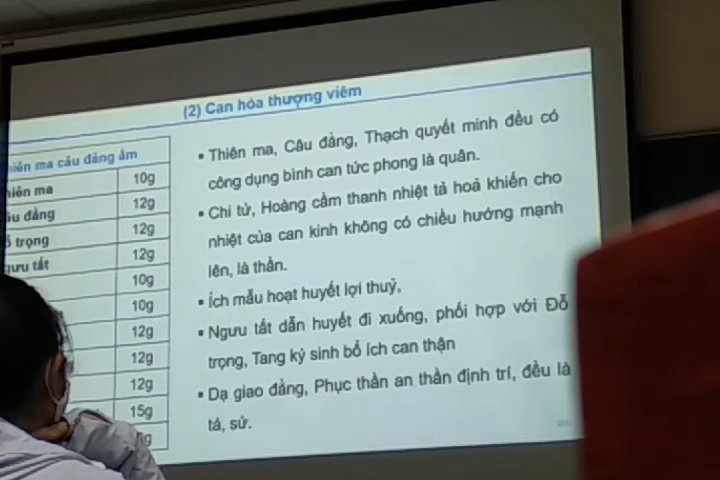 (2) Can hỏa thượng viêm
ma câu đằng ẩm
ma 10g
đằng 12g
trọng 12g
tất 12g
10g
10g
12g
12g
12g
15g
• Thiên ma, Câu đằng, Thạch quyết minh đều có
công dụng bình can tức phong là quân.
• Chi tử, Hoàng cầm thanh nhiệt tả hoả khiến cho
nhiệt của can kinh không có chiều hướng mạnh
lên, là thần.
• Ích mẫu hoạt huyết lợi thuỷ,
• Ngưu tất dẫn huyết đi xuống, phối hợp với Đỗ
trọng, Tang ký sinh bổ ích can thận
• Dạ giao đằng, Phục thần an thần định trí, đều là
tá, sứ.